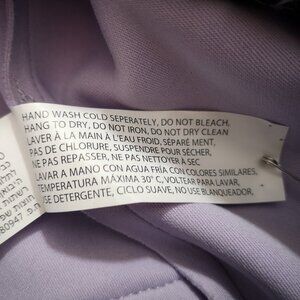 HAND WASH COLD SEPERATELY, DO NOT BLEACH,
HANG TO DRY, DO NOT IRON, DO NOT DRY CLEAN
LAVER À LA MAIN À L'EAU FROID, SÉPARÉ MENT,
PAS DE CHLORURE, SUSPENDRE POUR SÉCHER,
NE PAS REPASSER, NE PAS NETTOYER À SEC
LAVAR A MANO CON AGUA FRÍA CON COLORES SIMILARES,
TEMPERATURA MÁXIMA 30° C, VOLTEAR PARA LAVAR,
USE DETERGENTE, CICLO SUAVE, NO USE BLANQUEADOR,
80947